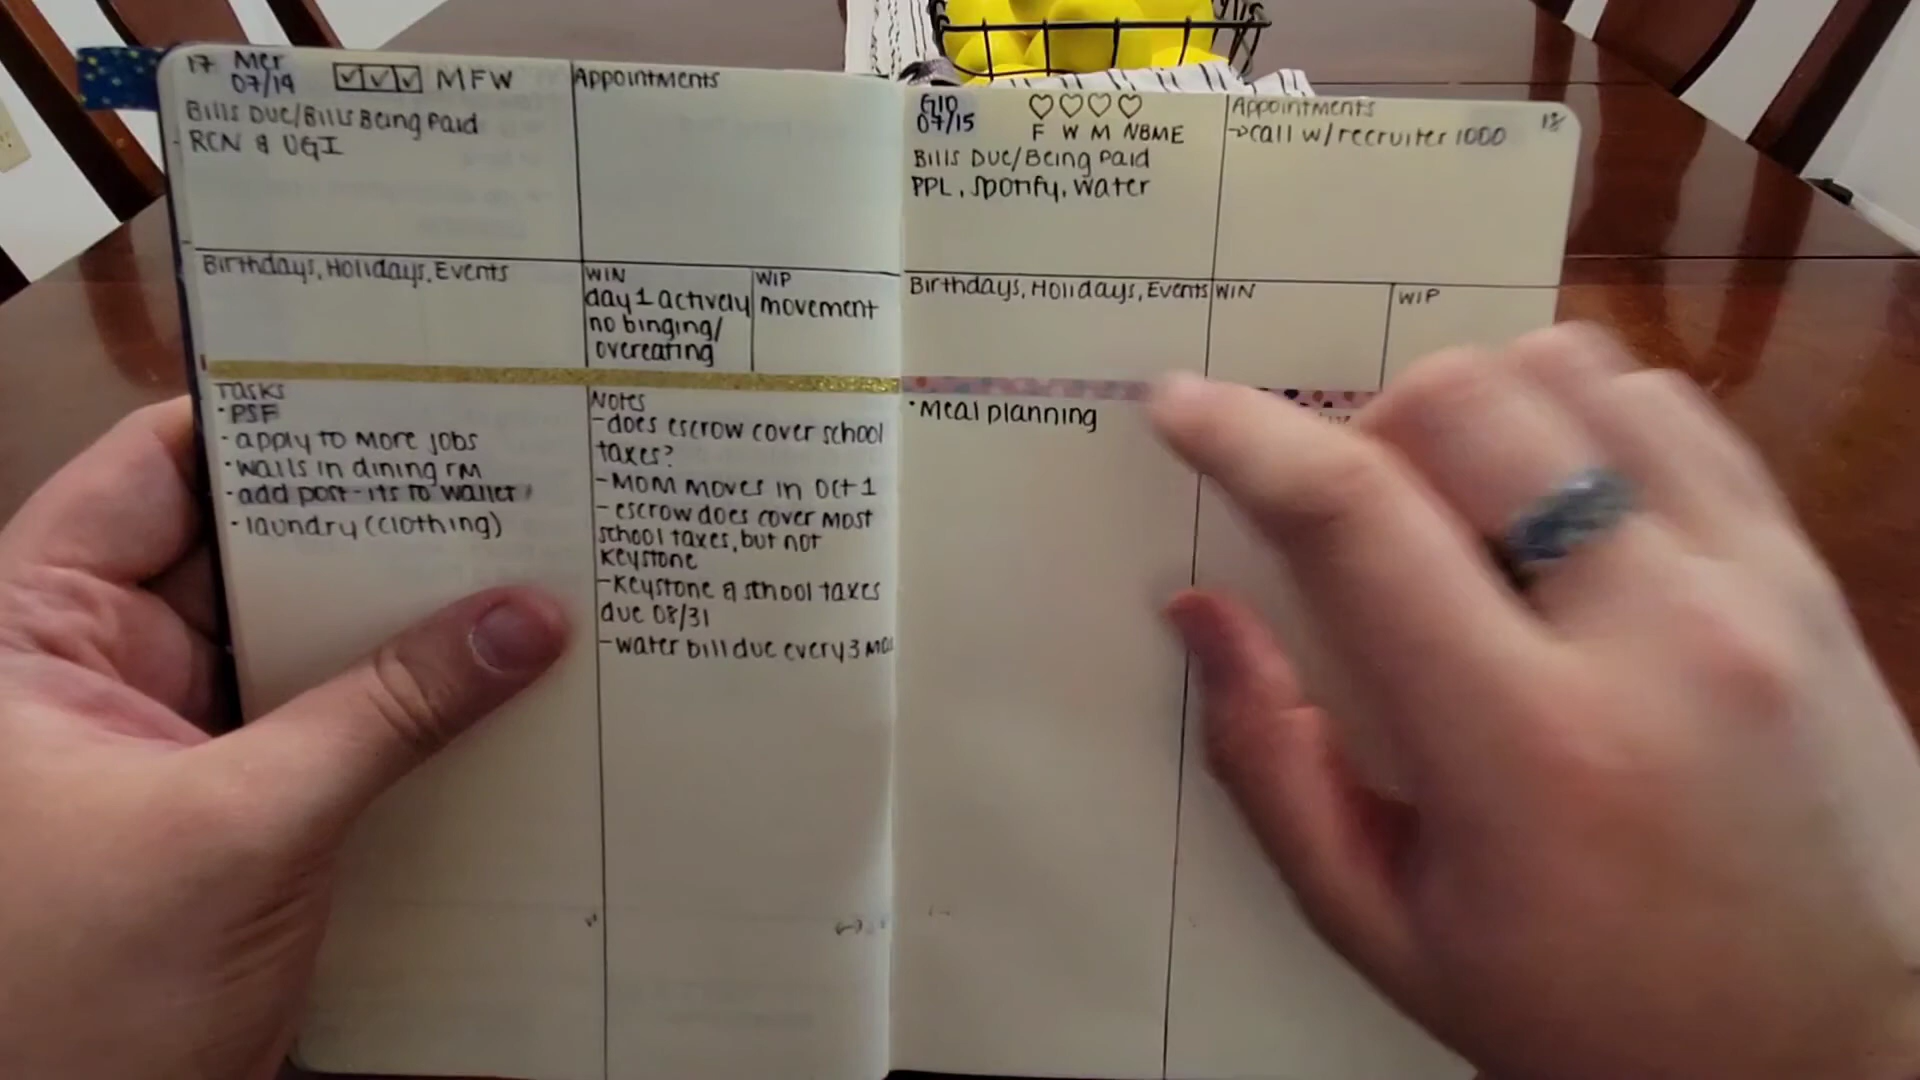 17 Mer
07/14
MFW
Bills Due/Bills Being Paid
RCN & UGI
Appointments
Birthdays, Holidays, Events
WIN
day 1 actively
no binging/
overeating
WIP
movement
Tasks
·PSF
·apply to more jobs
·walls in dining rm
·add post-its to wallet
·laundry (clothing)
Notes
-does escrow cover school
taxes?
-Mom moves in Oct 1
-escrow does cover most
school taxes, but not
Keystone
-Keystone & school taxes
due 08/31
-water bill due every 3 mos
GIO
07/15
F W M NBME
Bills Due/Being Paid
PPL, Spotify, Water
Appointments
→call w/recruiter 1000
18
Birthdays, Holidays, Events
WIN
WIP
·Meal planning